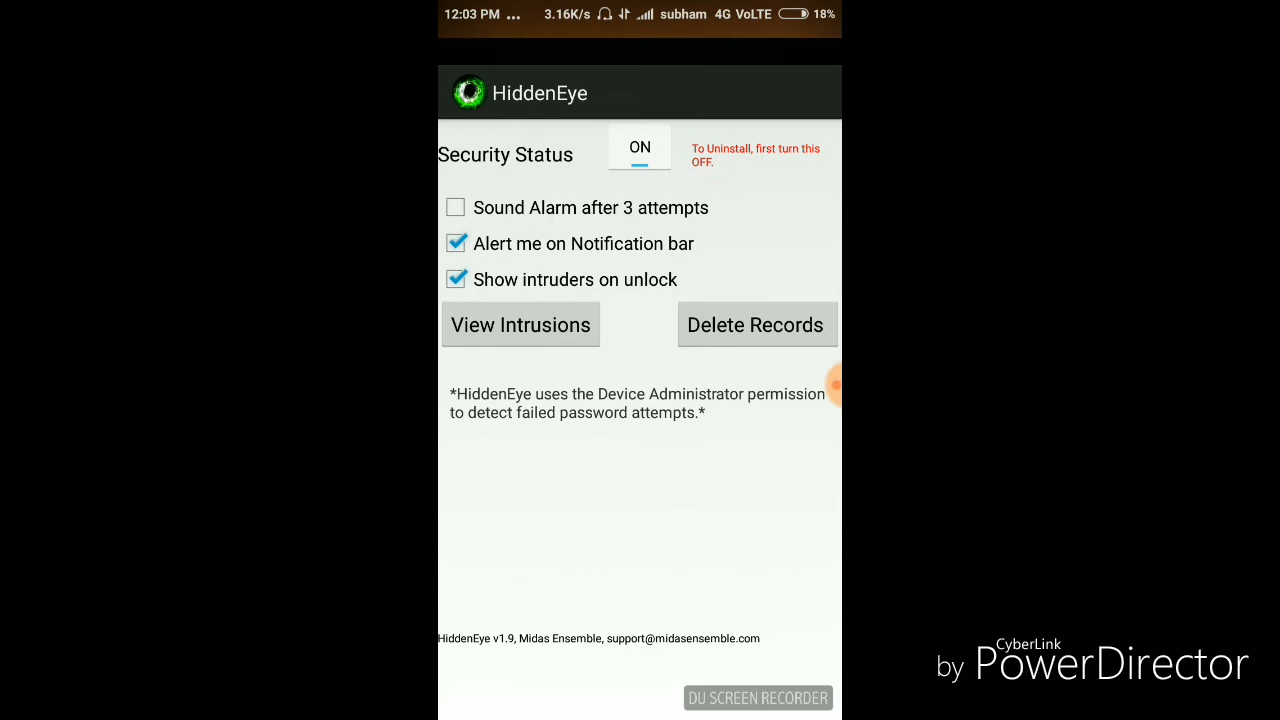 12:03 PM ... 3.16K/s subham 4G VoLTE 18%
HiddenEye
Security Status ON To Uninstall, first turn this
OFF.
Sound Alarm after 3 attempts
Alert me on Notification bar
Show intruders on unlock
View Intrusions Delete Records
*HiddenEye uses the Device Administrator permission
to detect failed password attempts.*
HiddenEye v1.9, Midas Ensemble, support@midasensemble.com
CyberLink
by PowerDirector
DU SCREEN RECORDER